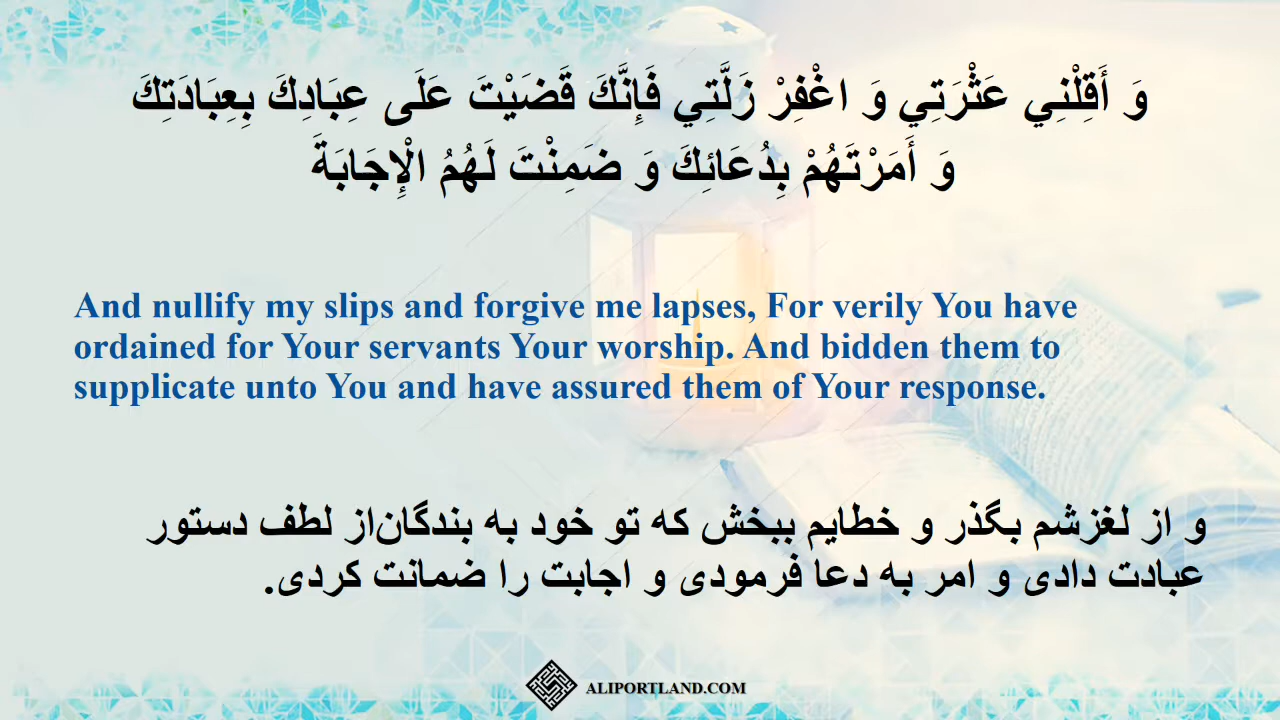 وَ أَقِلْنِي عَثْرَتِي وَ اغْفِرْ زَلَّتِي فَإِنَّكَ قَضَيْتَ عَلَى عِبَادِكَ بِعِبَادَتِكَ
وَ أَمَرْتَهُمْ بِدُعَائِكَ وَ ضَمِنْتَ لَهُمُ الْإِجَابَةَ
And nullify my slips and forgive me lapses, For verily You have
ordained for Your servants Your worship. And bidden them to
supplicate unto You and have assured them of Your response.
و از لغزشم بگذر و خطایم ببخش که تو خود به بندگان‌از لطف دستور
عبادت دادی و امر به دعا فرمودی و اجابت را ضمانت کردی.
ALIPORTLAND.COM